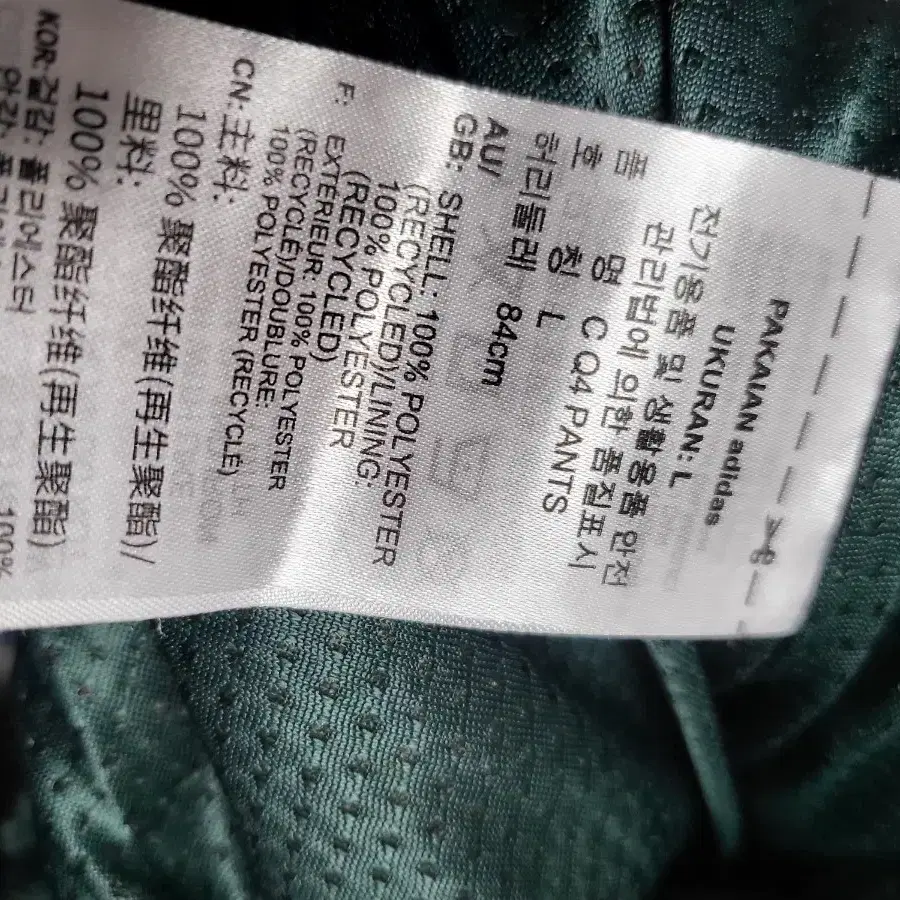 PAKAIAN adidas
UKURAN: L
전기용품 및 생활용품 안전
관리법에 의한 품질표시
품 명 C Q4 PANTS
호 칭 L
허리둘레 84cm
AU/
GB: SHELL: 100% POLYESTER
(RECYCLED)/LINING:
100% POLYESTER
(RECYCLED)
F: EXTÉRIEUR: 100% POLYESTER
(RECYCLÉ)/DOUBLURE:
100% POLYESTER (RECYCLÉ)
CN: 主料:
100% 聚酯纤维(再生聚酯)/
里料:
100% 聚酯纤维(再生聚酯)
KOR: 겉감: 폴리에스터
안감:
100%